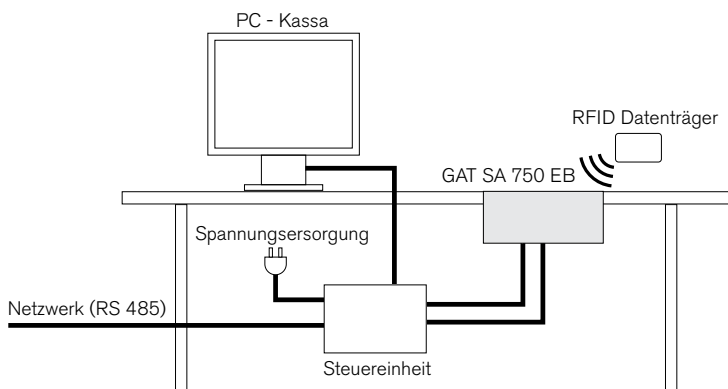 PC - Kassa
RFID Datenträger
GAT SA 750 EB
Spannungsersorgung
Netzwerk (RS 485)
Steuereinheit